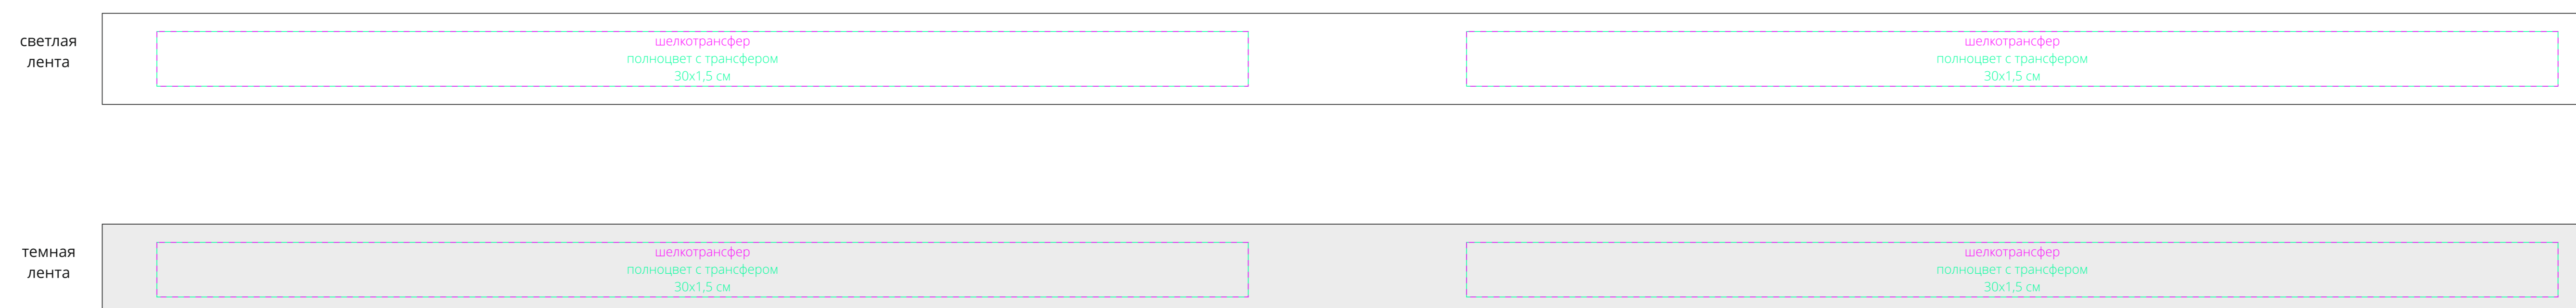 светлая
лента
шелкотрансфер
полноцвет с трансфером
30х1,5 см
шелкотрансфер
полноцвет с трансфером
30х1,5 см
темная
лента
шелкотрансфер
полноцвет с трансфером
30х1,5 см
шелкотрансфер
полноцвет с трансфером
30х1,5 см